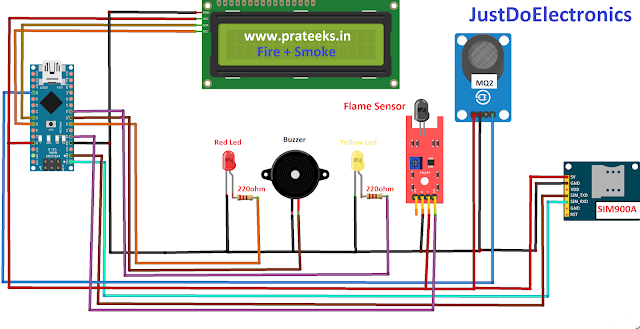 JustDoElectronics
www.prateeks.in
Fire + Smoke
MQ2
Flame Sensor
Red Led
Buzzer
Yellow Led
220ohm
220ohm
5V
GND
VDD
SIM_TXD
SIM_RXD
GND
RST
SIM900A